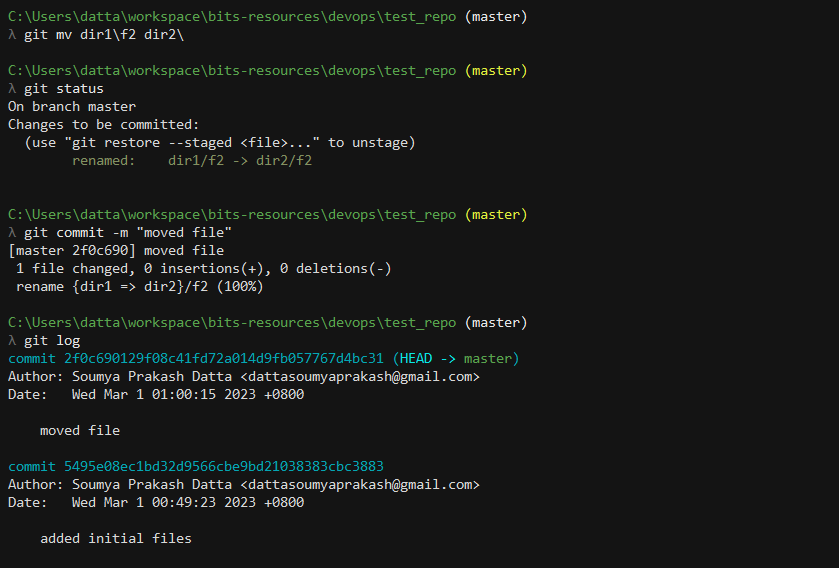 C:\Users\datta\workspace\bits-resources\devops\test_repo (master)
λ git mv dir1\f2 dir2\
C:\Users\datta\workspace\bits-resources\devops\test_repo (master)
λ git status
On branch master
Changes to be committed:
  (use "git restore --staged <file>..." to unstage)
        renamed:    dir1/f2 -> dir2/f2
C:\Users\datta\workspace\bits-resources\devops\test_repo (master)
λ git commit -m "moved file"
[master 2f0c690] moved file
 1 file changed, 0 insertions(+), 0 deletions(-)
 rename {dir1 => dir2}/f2 (100%)
C:\Users\datta\workspace\bits-resources\devops\test_repo (master)
λ git log
commit 2f0c690129f08c41fd72a014d9fb057767d4bc31 (HEAD -> master)
Author: Soumya Prakash Datta <dattasoumyaprakash@gmail.com>
Date:   Wed Mar 1 01:00:15 2023 +0800
    moved file
commit 5495e08ec1bd32d9566cbe9bd21038383cbc3883
Author: Soumya Prakash Datta <dattasoumyaprakash@gmail.com>
Date:   Wed Mar 1 00:49:23 2023 +0800
    added initial files